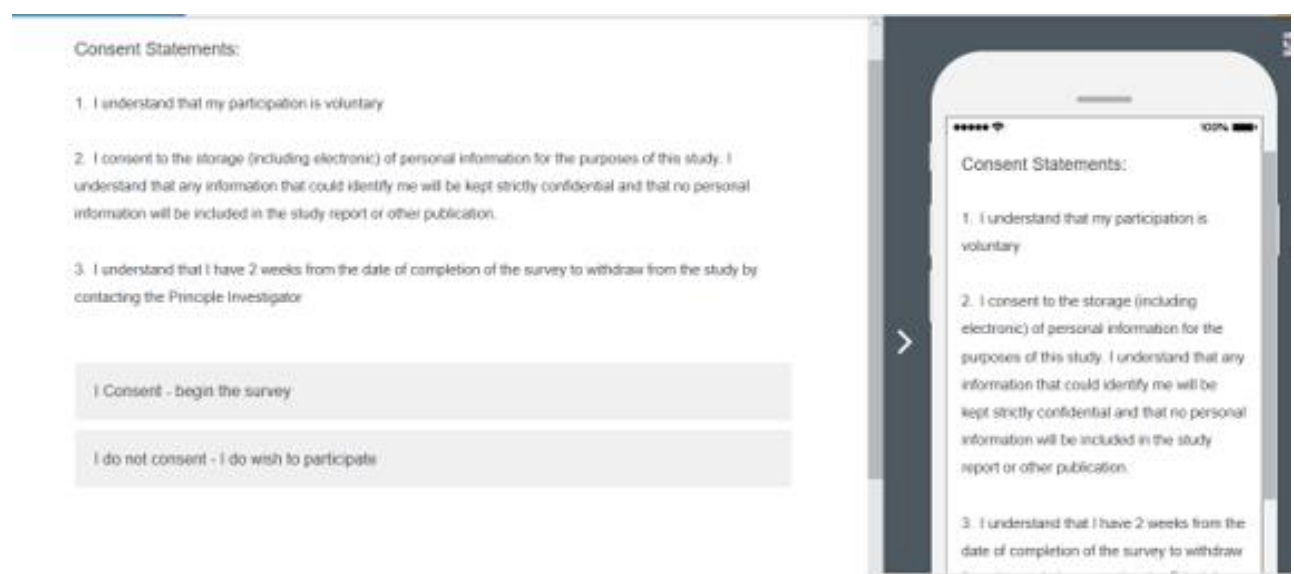 Consent Statements:
1. I understand that my participation is voluntary
2. I consent to the storage (including electronic) of personal information for the purposes of this study. I
understand that any information that could identify me will be kept strictly confidential and that no personal
information will be included in the study report or other publication.
3. I understand that I have 2 weeks from the date of completion of the survey to withdraw from the study by
contacting the Principle Investigator
I Consent - begin the survey
I do not consent - I do wish to participate
100%
Consent Statements:
1. I understand that my participation is
voluntary
2. I consent to the storage (including
electronic) of personal information for the
purposes of this study. I understand that any
information that could identify me will be
kept strictly confidential and that no personal
information will be included in the study
report or other publication.
3. I understand that I have 2 weeks from the
date of completion of the survey to withdraw